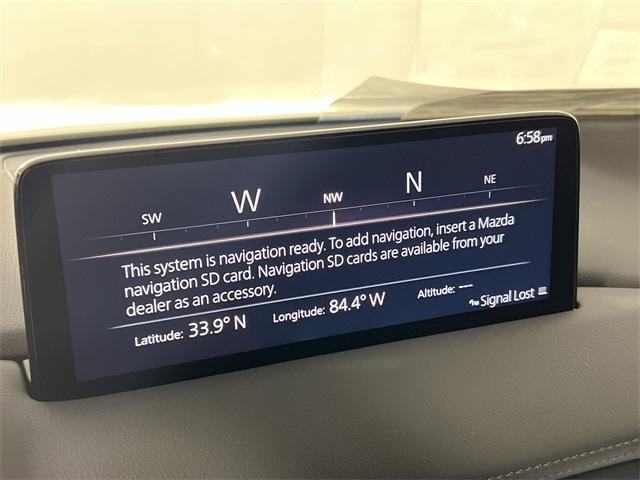 6:58pm
SW W NW N NE
This system is navigation ready. To add navigation, insert a Mazda
navigation SD card. Navigation SD cards are available from your
dealer as an accessory.
Latitude: 33.9° N Longitude: 84.4° W Altitude: ---
Signal Lost